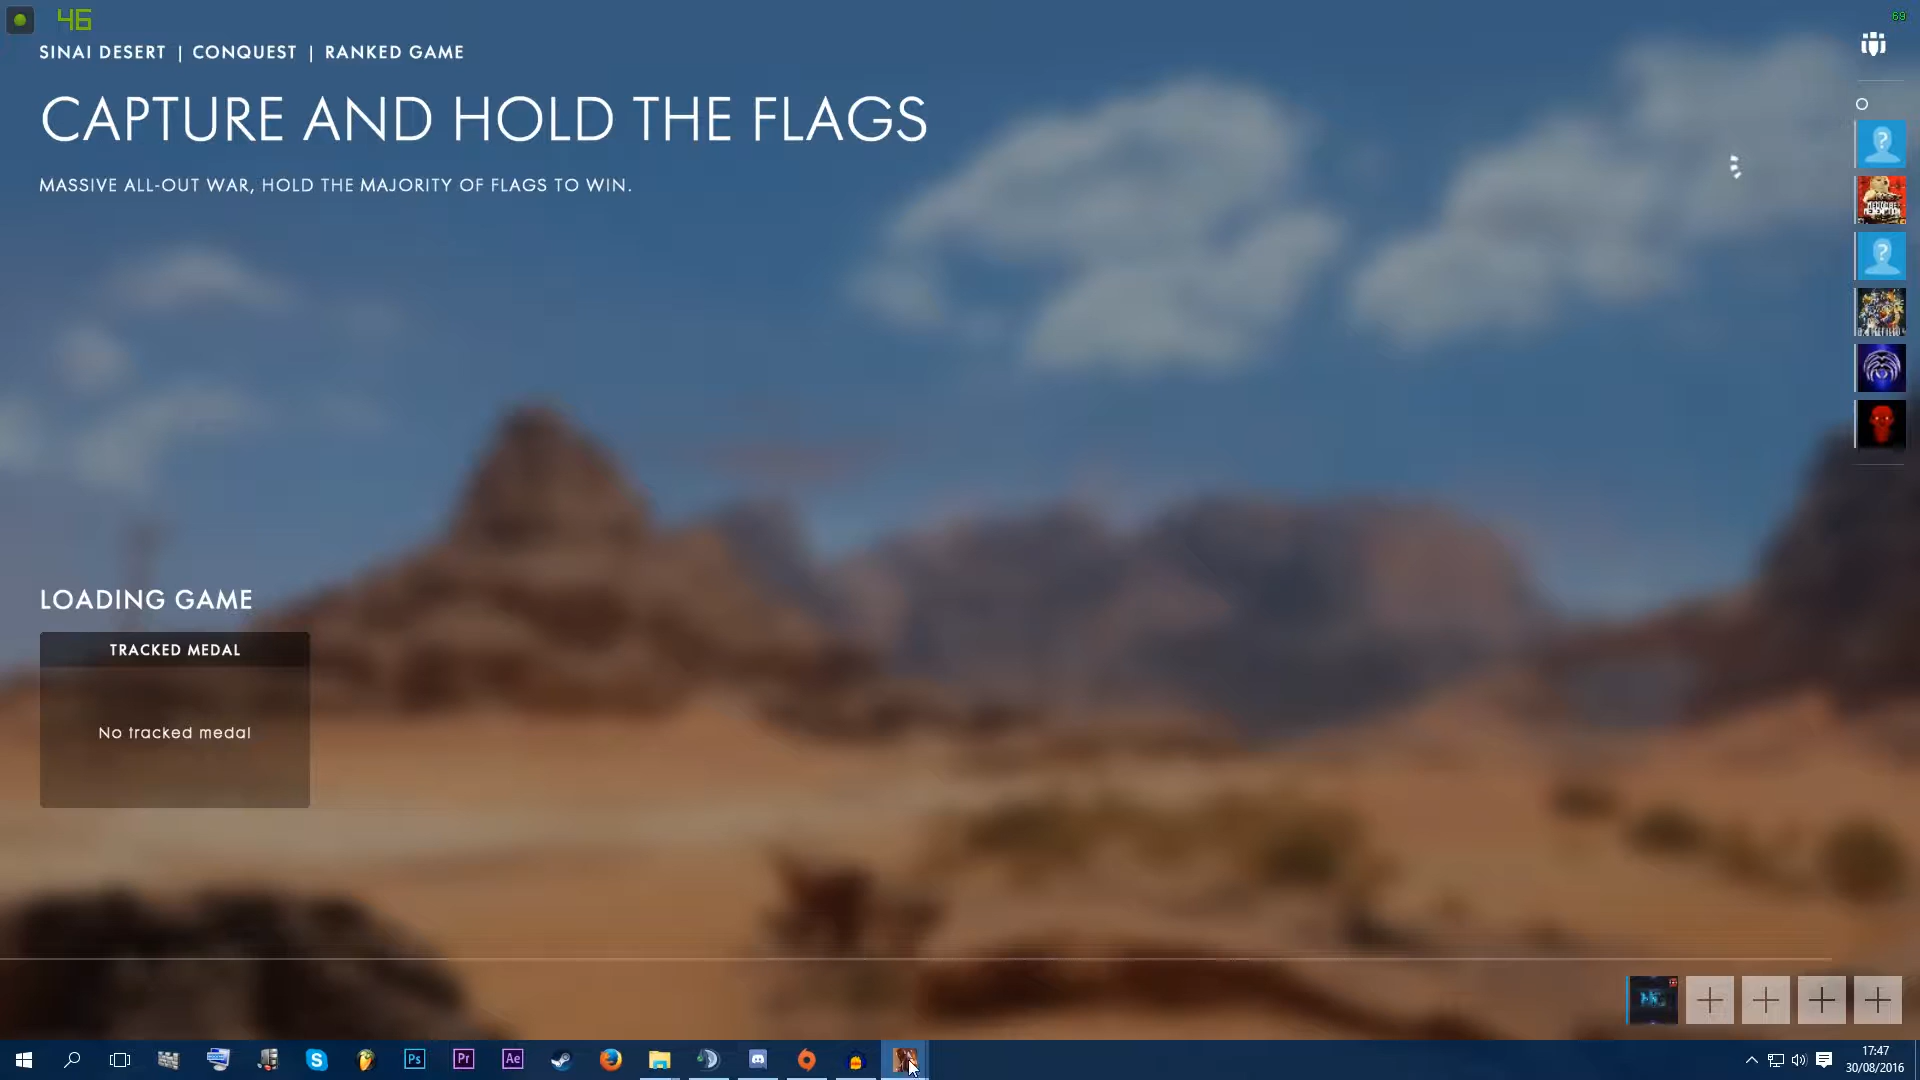 46
69
SINAI DESERT | CONQUEST | RANKED GAME
CAPTURE AND HOLD THE FLAGS
MASSIVE ALL-OUT WAR, HOLD THE MAJORITY OF FLAGS TO WIN.
LOADING GAME
TRACKED MEDAL
No tracked medal
Ps
Pr
Ae
17:47
30/08/2016